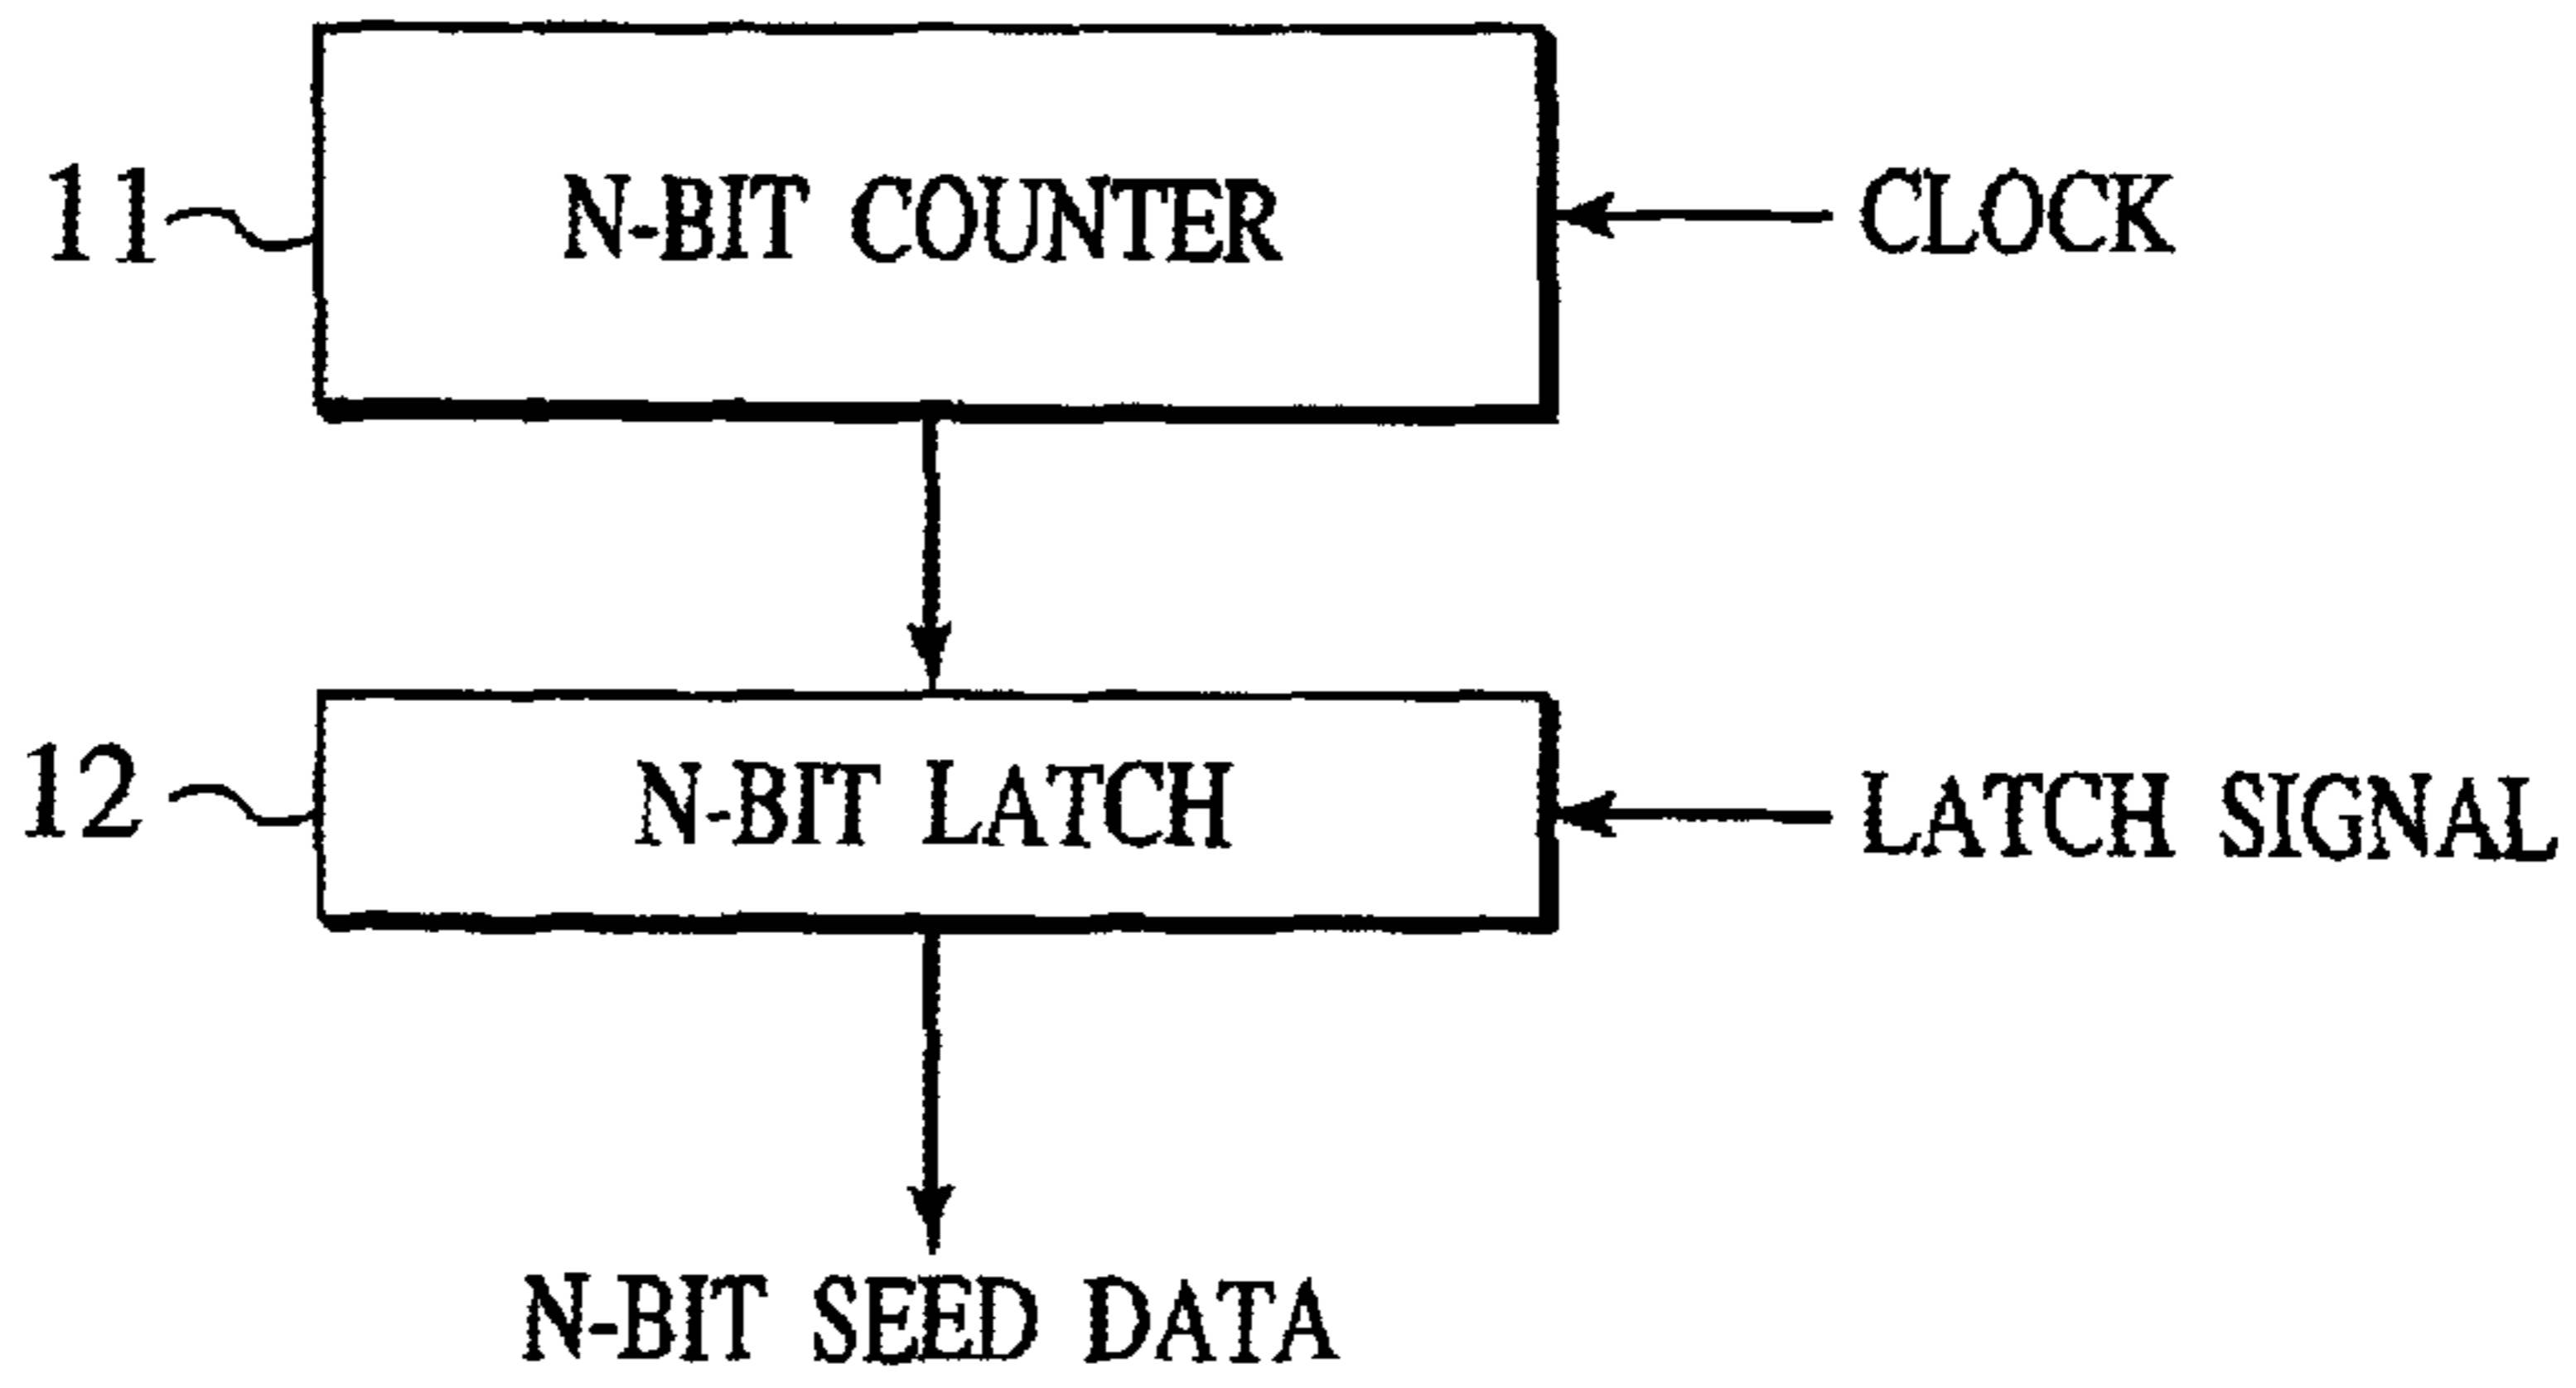 11
N-BIT COUNTER
CLOCK
12
N-BIT LATCH
LATCH SIGNAL
N-BIT SEED DATA